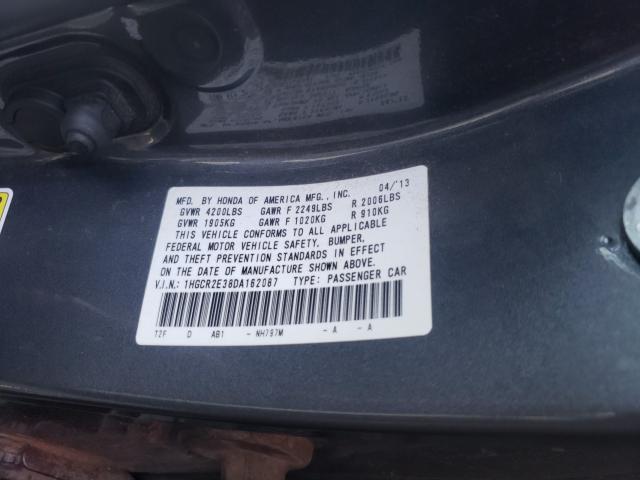 MFD. BY HONDA OF AMERICA MFG., INC. 04/'13
GVWR 4200LBS GAWR F 2249LBS R 2006LBS
GVWR 1905KG GAWR F 1020KG R 910KG
THIS VEHICLE CONFORMS TO ALL APPLICABLE
FEDERAL MOTOR VEHICLE SAFETY, BUMPER,
AND THEFT PREVENTION STANDARDS IN EFFECT
ON THE DATE OF MANUFACTURE SHOWN ABOVE.
V.I.N.: 1HGCR2E38DA162087 TYPE: PASSENGER CAR
T2F D AB1 - NH797M - A - A